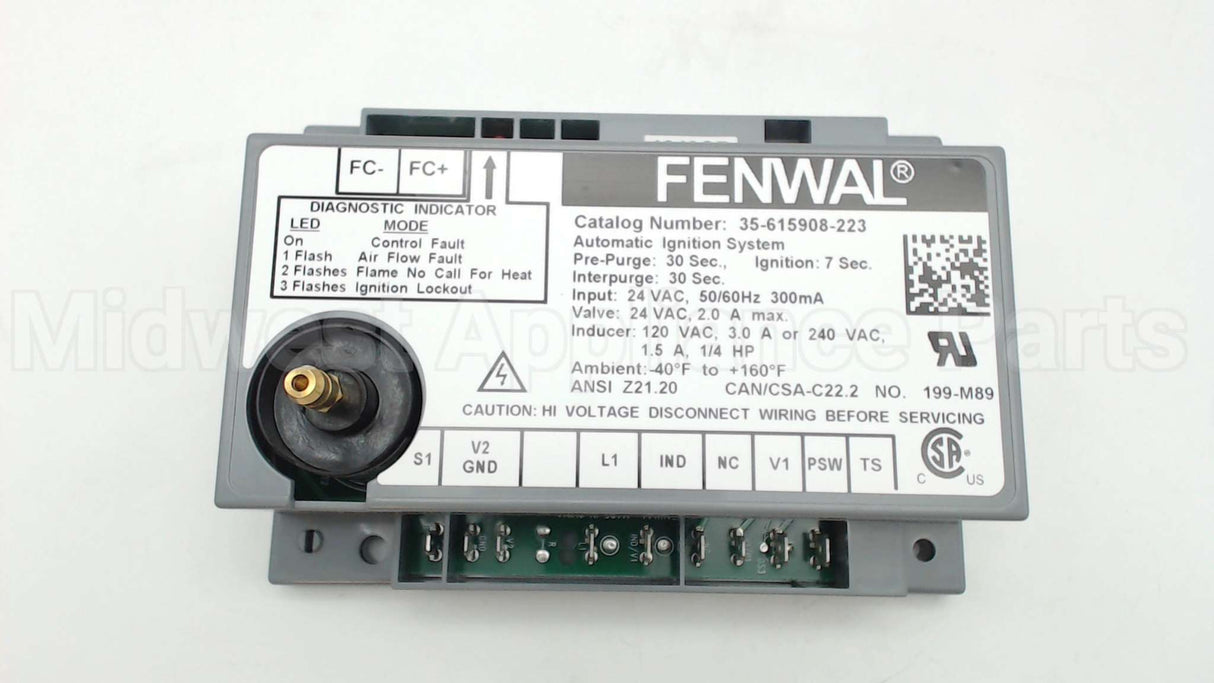 FC- FC+
FENWAL®
DIAGNOSTIC INDICATOR
LED MODE
On Control Fault
1 Flash Air Flow Fault
2 Flashes Flame No Call For Heat
3 Flashes Ignition Lockout
Catalog Number: 35-615908-223
Automatic Ignition System
Pre-Purge: 30 Sec., Ignition: 7 Sec.
Interpurge: 30 Sec.
Input: 24 VAC, 50/60Hz 300mA
Valve: 24 VAC, 2.0 A max.
Inducer: 120 VAC, 3.0 A or 240 VAC,
1.5 A, 1/4 HP
Ambient: -40°F to +160°F
ANSI Z21.20 CAN/CSA-C22.2 NO. 199-M89
CAUTION: HI VOLTAGE DISCONNECT WIRING BEFORE SERVICING
S1 V2 GND L1 IND NC V1 PSW TS
C US
GND V2 R L1 IND/V1
Midwest Appliance Parts